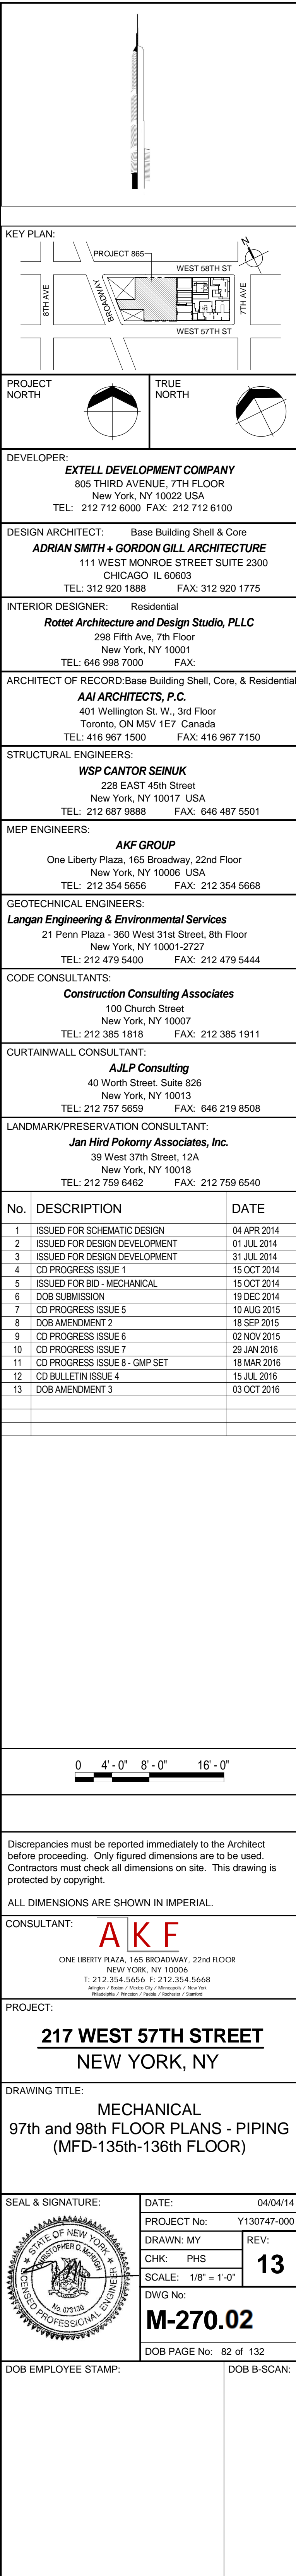 KEY PLAN:
N
PROJECT 865
WEST 58TH ST
8TH AVE
BROADWAY
7TH AVE
WEST 57TH ST
PROJECT NORTH
TRUE NORTH
DEVELOPER:
EXTELL DEVELOPMENT COMPANY
805 THIRD AVENUE, 7TH FLOOR
New York, NY 10022 USA
TEL: 212 712 6000 FAX: 212 712 6100
DESIGN ARCHITECT: Base Building Shell & Core
ADRIAN SMITH + GORDON GILL ARCHITECTURE
111 WEST MONROE STREET SUITE 2300
CHICAGO IL 60603
TEL: 312 920 1888 FAX: 312 920 1775
INTERIOR DESIGNER: Residential
Rottet Architecture and Design Studio, PLLC
298 Fifth Ave, 7th Floor
New York, NY 10001
TEL: 646 998 7000 FAX:
ARCHITECT OF RECORD:Base Building Shell, Core, & Residential
AAI ARCHITECTS, P.C.
401 Wellington St. W., 3rd Floor
Toronto, ON M5V 1E7 Canada
TEL: 416 967 1500 FAX: 416 967 7150
STRUCTURAL ENGINEERS:
WSP CANTOR SEINUK
228 EAST 45th Street
New York, NY 10017 USA
TEL: 212 687 9888 FAX: 646 487 5501
MEP ENGINEERS:
AKF GROUP
One Liberty Plaza, 165 Broadway, 22nd Floor
New York, NY 10006 USA
TEL: 212 354 5656 FAX: 212 354 5668
GEOTECHNICAL ENGINEERS:
Langan Engineering & Environmental Services
21 Penn Plaza - 360 West 31st Street, 8th Floor
New York, NY 10001-2727
TEL: 212 479 5400 FAX: 212 479 5444
CODE CONSULTANTS:
Construction Consulting Associates
100 Church Street
New York, NY 10007
TEL: 212 385 1818 FAX: 212 385 1911
CURTAINWALL CONSULTANT:
AJLP Consulting
40 Worth Street. Suite 826
New York, NY 10013
TEL: 212 757 5659 FAX: 646 219 8508
LANDMARK/PRESERVATION CONSULTANT:
Jan Hird Pokorny Associates, Inc.
39 West 37th Street, 12A
New York, NY 10018
TEL: 212 759 6462 FAX: 212 759 6540
No. DESCRIPTION DATE
1 ISSUED FOR SCHEMATIC DESIGN 04 APR 2014
2 ISSUED FOR DESIGN DEVELOPMENT 01 JUL 2014
3 ISSUED FOR DESIGN DEVELOPMENT 31 JUL 2014
4 CD PROGRESS ISSUE 1 15 OCT 2014
5 ISSUED FOR BID - MECHANICAL 15 OCT 2014
6 DOB SUBMISSION 19 DEC 2014
7 CD PROGRESS ISSUE 5 10 AUG 2015
8 DOB AMENDMENT 2 18 SEP 2015
9 CD PROGRESS ISSUE 6 02 NOV 2015
10 CD PROGRESS ISSUE 7 29 JAN 2016
11 CD PROGRESS ISSUE 8 - GMP SET 18 MAR 2016
12 CD BULLETIN ISSUE 4 15 JUL 2016
13 DOB AMENDMENT 3 03 OCT 2016
0 4' - 0" 8' - 0" 16' - 0"
Discrepancies must be reported immediately to the Architect
before proceeding. Only figured dimensions are to be used.
Contractors must check all dimensions on site. This drawing is
protected by copyright.
ALL DIMENSIONS ARE SHOWN IN IMPERIAL.
CONSULTANT:
AKF
ONE LIBERTY PLAZA, 165 BROADWAY, 22nd FLOOR
NEW YORK, NY 10006
T: 212.354.5656 F: 212.354.5668
Arlington / Boston / Mexico City / Minneapolis / New York
Philadelphia / Princeton / Puebla / Rochester / Stamford
PROJECT:
217 WEST 57TH STREET
NEW YORK, NY
DRAWING TITLE:
MECHANICAL
97th and 98th FLOOR PLANS - PIPING
(MFD-135th-136th FLOOR)
SEAL & SIGNATURE:
STATE OF NEW YORK
CHRISTOPHER O.
No. 073130
LICENSED PROFESSIONAL ENGINEER
DATE: 04/04/14
PROJECT No: Y130747-000
DRAWN: MY
REV:
CHK: PHS
13
SCALE: 1/8" = 1'-0"
DWG No:
M-270.02
DOB PAGE No: 82 of 132
DOB EMPLOYEE STAMP:
DOB B-SCAN: